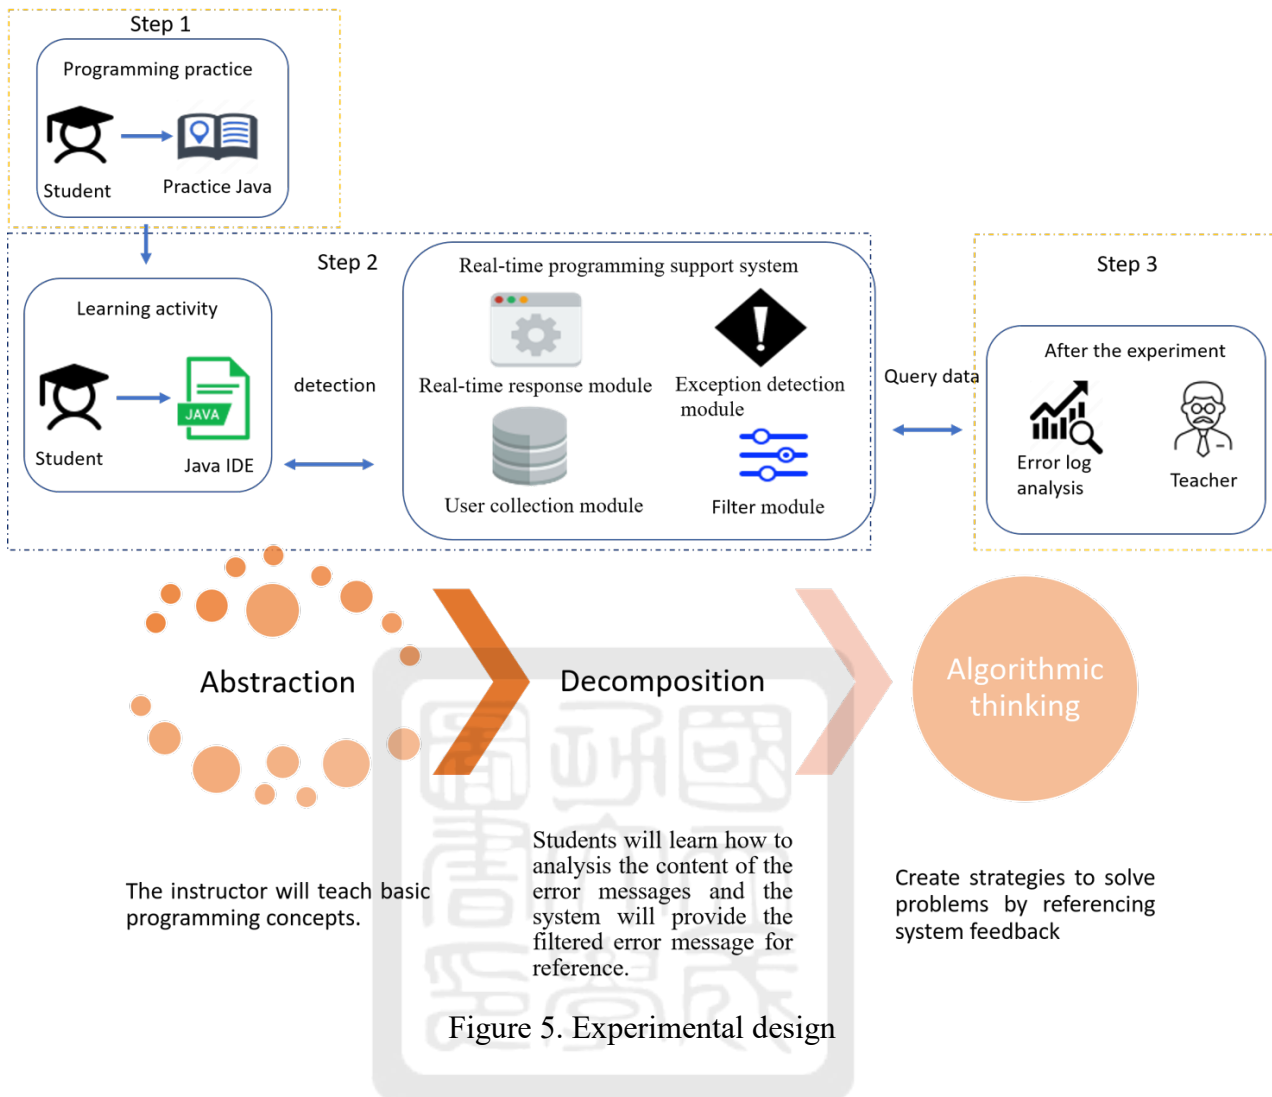 Step 1
Programming practice
Student
Practice Java
Step 2
Learning activity
Student
JAVA
Java IDE
detection
Real-time programming support system
Real-time response module
Exception detection
module
User collection module
Filter module
Query data
Step 3
After the experiment
Error log
analysis
Teacher
Abstraction
Decomposition
Algorithmic
thinking
The instructor will teach basic
programming concepts.
Students will learn how to
analysis the content of the
error messages and the
system will provide the
filtered error message for
reference.
Create strategies to solve
problems by referencing
system feedback
Figure 5. Experimental design